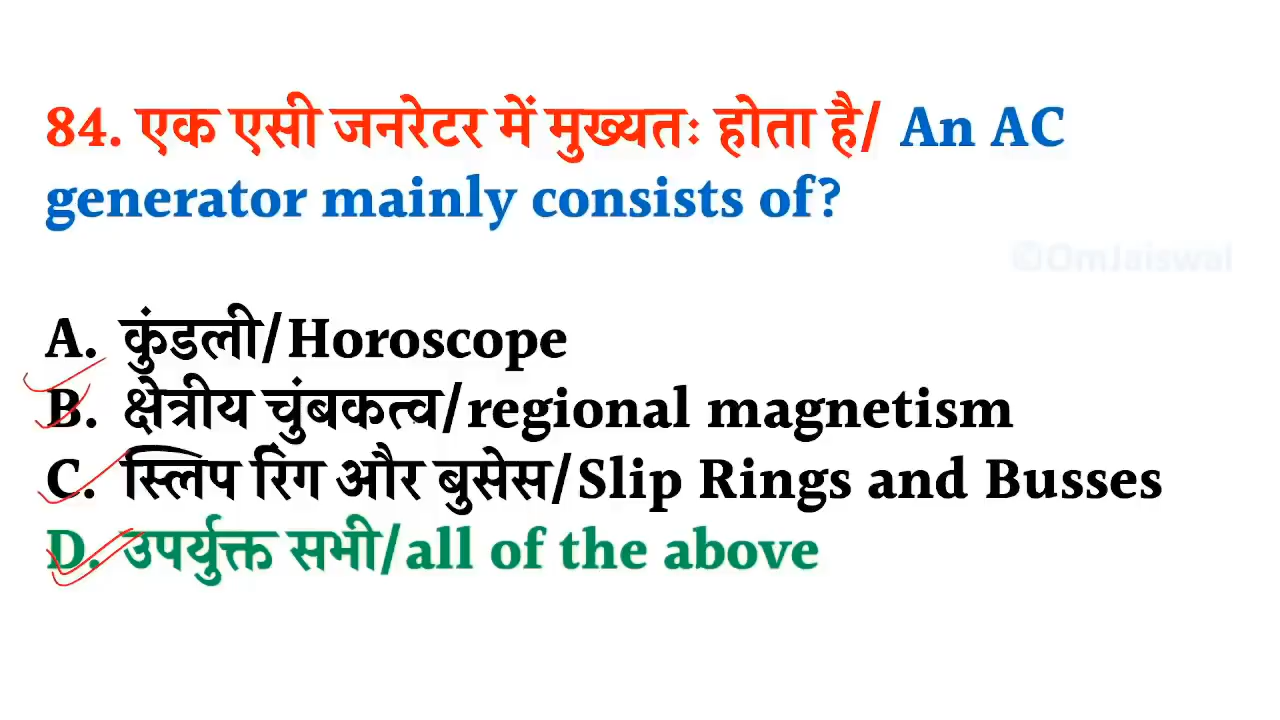 84. एक एसी जनरेटर में मुख्यतः होता है/ An AC
generator mainly consists of?
©OmJaiswal
A. कुंडली/Horoscope
B. क्षेत्रीय चुंबकत्व/regional magnetism
C. स्लिप रिंग और बुसेस/Slip Rings and Busses
D. उपर्युक्त सभी/all of the above